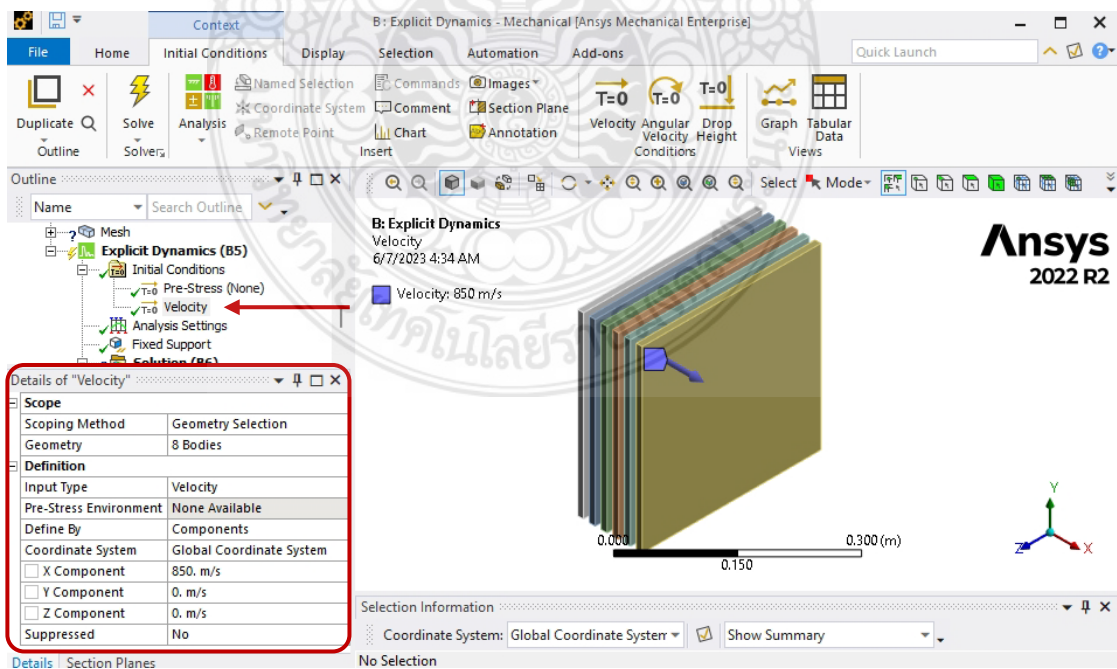 Context
B : Explicit Dynamics - Mechanical [Ansys Mechanical Enterprise]
File Home Initial Conditions Display Selection Automation Add-ons Quick Launch
Duplicate
Outline
Solve
Solver
Analysis
Named Selection
Coordinate System
Remote Point
Commands
Comment
Chart
Images
Section Plane
Annotation
Insert
T=0
Velocity
T=0
Angular Velocity
T=0
Drop Height
Conditions
Graph
Tabular Data
Views
Outline
Name Search Outline
Select Mode
Mesh
Explicit Dynamics (B5)
T=0 Initial Conditions
T=0 Pre-Stress (None)
T=0 Velocity
Analysis Settings
Fixed Support
Solution (B6)
B: Explicit Dynamics
Velocity
6/7/2023 4:34 AM
Velocity: 850 m/s
Ansys
2022 R2
Details of "Velocity"
Scope
Scoping Method Geometry Selection
Geometry 8 Bodies
Definition
Input Type Velocity
Pre-Stress Environment None Available
Define By Components
Coordinate System Global Coordinate System
X Component 850. m/s
Y Component 0. m/s
Z Component 0. m/s
Suppressed No
Details Section Planes
0.000 0.300 (m)
0.150
Y
Z X
Selection Information
Coordinate System: Global Coordinate System Show Summary
No Selection